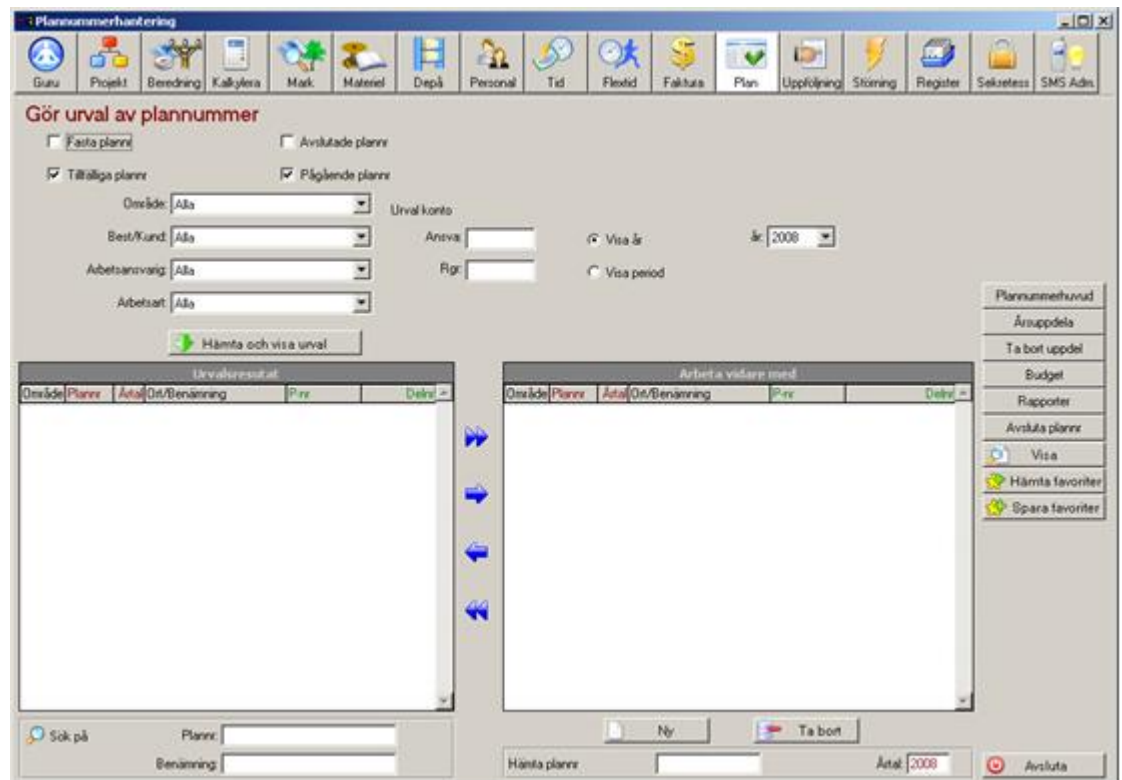 Plannummerhantering
Guru Projekt Beredning Kalkylera Mark Materiel Depå Personal Tid Flextid Faktura Plan Uppföljning Störning Register Sekretess SMS Adm.
Gör urval av plannummer
Fasta plannr Avslutade plannr
Tillfälliga plannr Pågående plannr
Område: Alla Urval konto
Best/Kund: Alla Ansva: Visa år år: 2008
Arbetsansvarig: Alla Rgr: Visa period
Arbetsart: Alla
Hämta och visa urval
Plannummerhuvud
Årsuppdela
Ta bort uppdel
Budget
Rapporter
Avsluta plannr
Visa
Hämta favoriter
Spara favoriter
Urvalsresutat
Område Plannr Årtal Ort/Benämning P-nr Delnr
Arbeta vidare med
Område Plannr Årtal Ort/Benämning P-nr Delnr
Sök på Plannr:
Benämning:
Ny Ta bort
Hämta plannr Årtal: 2008
Avsluta